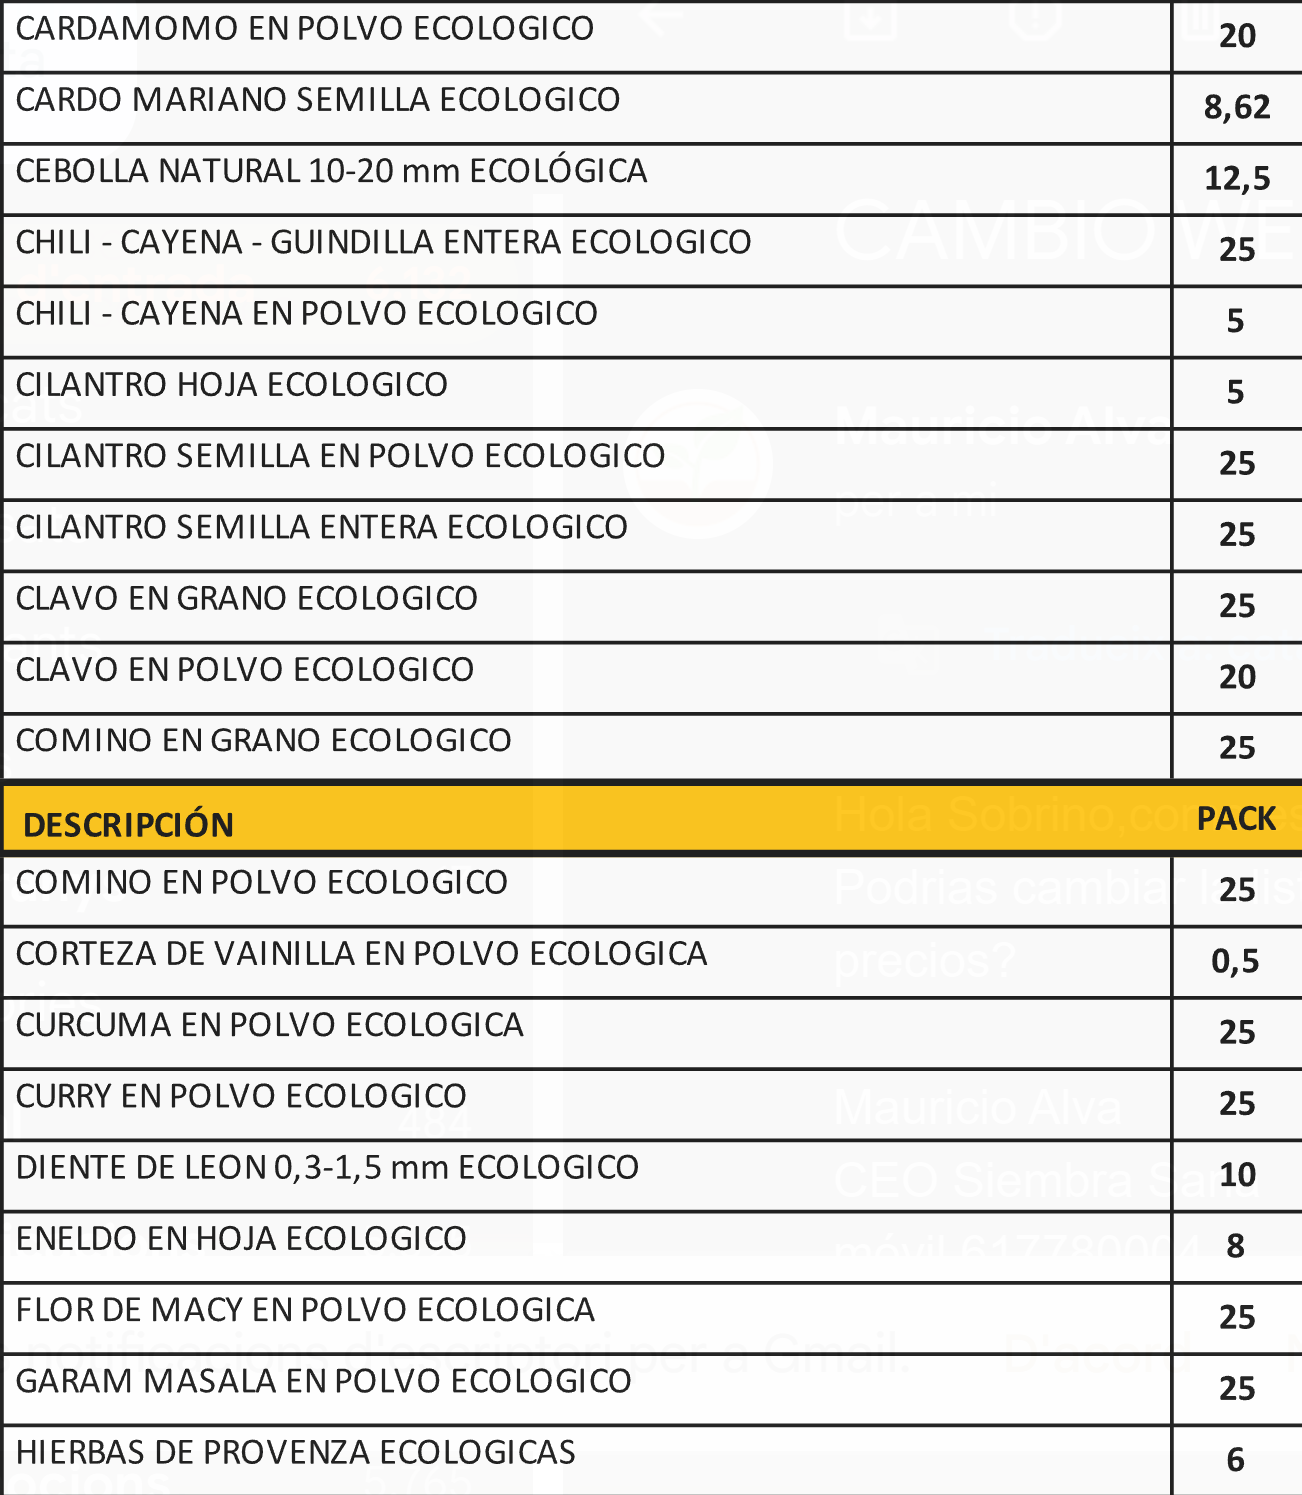 CARDAMOMO EN POLVO ECOLOGICO 20
CARDO MARIANO SEMILLA ECOLOGICO 8,62
CEBOLLA NATURAL 10-20 mm ECOLÓGICA 12,5
CAMBIO WE
CHILI - CAYENA - GUINDILLA ENTERA ECOLOGICO 25
CHILI - CAYENA EN POLVO ECOLOGICO 5
CILANTRO HOJA ECOLOGICO 5
Mauricio Alva
CILANTRO SEMILLA EN POLVO ECOLOGICO 25
per a mi
CILANTRO SEMILLA ENTERA ECOLOGICO 25
CLAVO EN GRANO ECOLOGICO 25
CLAVO EN POLVO ECOLOGICO 20
COMINO EN GRANO ECOLOGICO 25
DESCRIPCIÓN PACK
Hola Sobrino,
COMINO EN POLVO ECOLOGICO 25
Podrias cambiar la lis
CORTEZA DE VAINILLA EN POLVO ECOLOGICA 0,5
precios?
CURCUMA EN POLVO ECOLOGICA 25
CURRY EN POLVO ECOLOGICO 25
484
Mauricio Alva
DIENTE DE LEON 0,3-1,5 mm ECOLOGICO 10
CEO Siembra Sana
ENELDO EN HOJA ECOLOGICO 8
móvil 617780004
FLOR DE MACY EN POLVO ECOLOGICA 25
notificacions d'escriptori per a Gmail. D'acord
GARAM MASALA EN POLVO ECOLOGICO 25
HIERBAS DE PROVENZA ECOLOGICAS 6
ocions 5.765